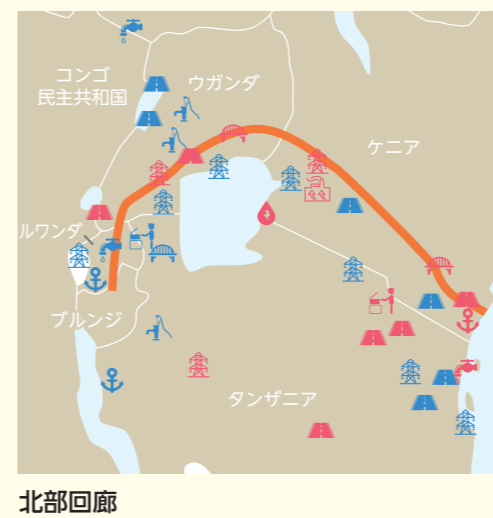 コンゴ
民主共和国
ウガンダ
ケニア
ルワンダ
ブルンジ
タンザニア
北部回廊